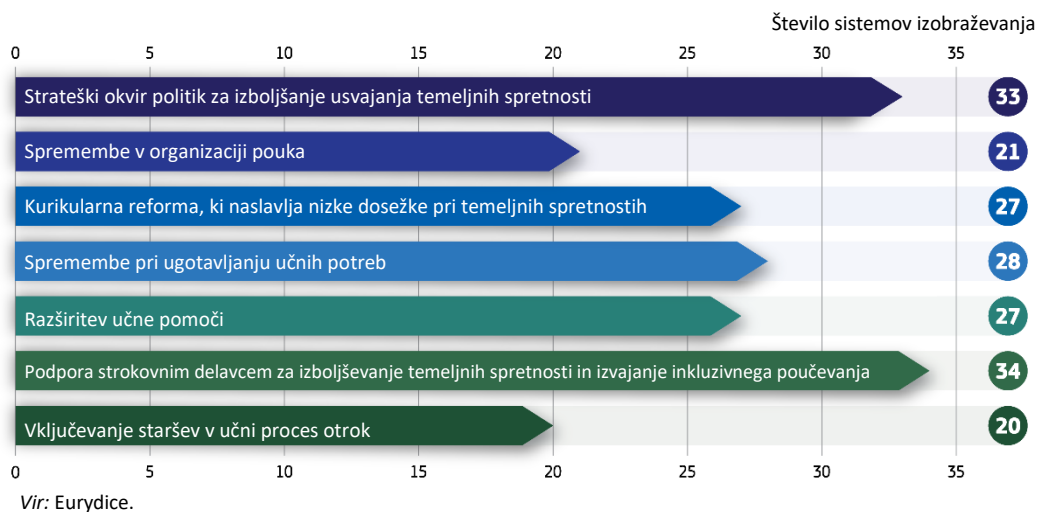 Število sistemov izobraževanja
0 5 10 15 20 25 30 35
Strateški okvir politik za izboljšanje usvajanja temeljnih spretnosti 33
Spremembe v organizaciji pouka 21
Kurikularna reforma, ki naslavlja nizke dosežke pri temeljnih spretnostih 27
Spremembe pri ugotavljanju učnih potreb 28
Razširitev učne pomoči 27
Podpora strokovnim delavcem za izboljševanje temeljnih spretnosti in izvajanje inkluzivnega poučevanja 34
Vključevanje staršev v učni proces otrok 20
0 5 10 15 20 25 30 35
Vir: Eurydice.